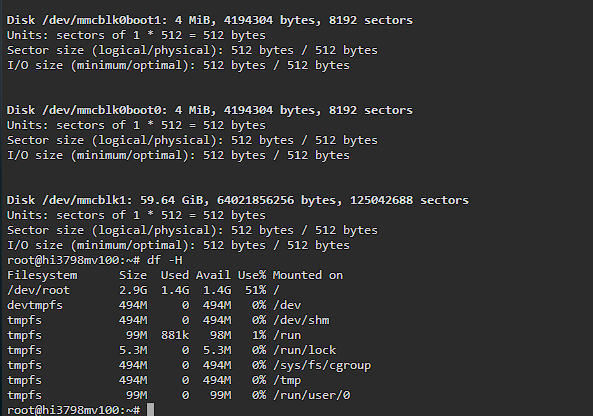 Disk /dev/mmcblk0boot1: 4 MiB, 4194304 bytes, 8192 sectors
Units: sectors of 1 * 512 = 512 bytes
Sector size (logical/physical): 512 bytes / 512 bytes
I/O size (minimum/optimal): 512 bytes / 512 bytes
Disk /dev/mmcblk0boot0: 4 MiB, 4194304 bytes, 8192 sectors
Units: sectors of 1 * 512 = 512 bytes
Sector size (logical/physical): 512 bytes / 512 bytes
I/O size (minimum/optimal): 512 bytes / 512 bytes
Disk /dev/mmcblk1: 59.64 GiB, 64021856256 bytes, 125042688 sectors
Units: sectors of 1 * 512 = 512 bytes
Sector size (logical/physical): 512 bytes / 512 bytes
I/O size (minimum/optimal): 512 bytes / 512 bytes
root@hi3798mv100:~# df -H
Filesystem      Size  Used Avail Use% Mounted on
/dev/root       2.9G  1.4G  1.4G  51% /
devtmpfs        494M     0  494M   0% /dev
tmpfs           494M     0  494M   0% /dev/shm
tmpfs            99M  881k   98M   1% /run
tmpfs           5.3M     0  5.3M   0% /run/lock
tmpfs           494M     0  494M   0% /sys/fs/cgroup
tmpfs           494M     0  494M   0% /tmp
tmpfs            99M     0   99M   0% /run/user/0
root@hi3798mv100:~#